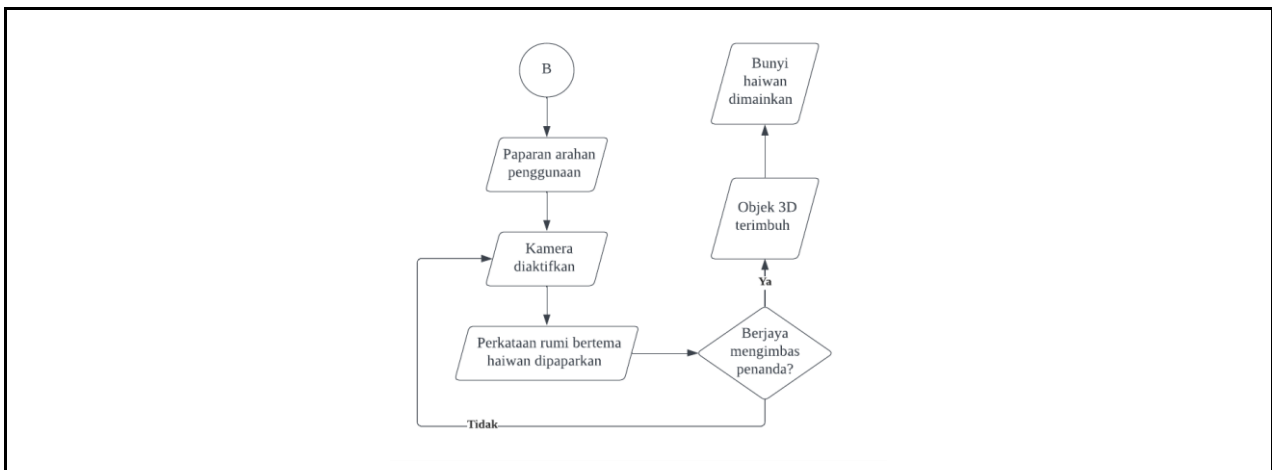 B
Paparan arahan
penggunaan
Kamera
diaktifkan
Perkataan rumi bertema
haiwan dipaparkan
Berjaya
mengimbas
penanda?
Ya
Objek 3D
terimbuh
Bunyi
haiwan
dimainkan
Tidak